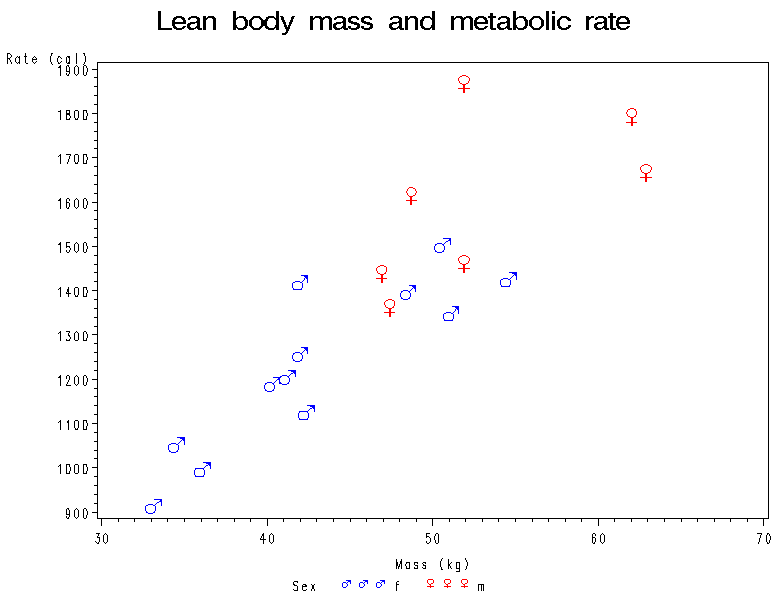 Lean body mass and metabolic rate
Rate (cal)
1900
1800
1700
1600
1500
1400
1300
1200
1100
1000
900
30 40 50 60 70
Mass (kg)
Sex ♂ ♂ ♂ f ♀ ♀ ♀ m